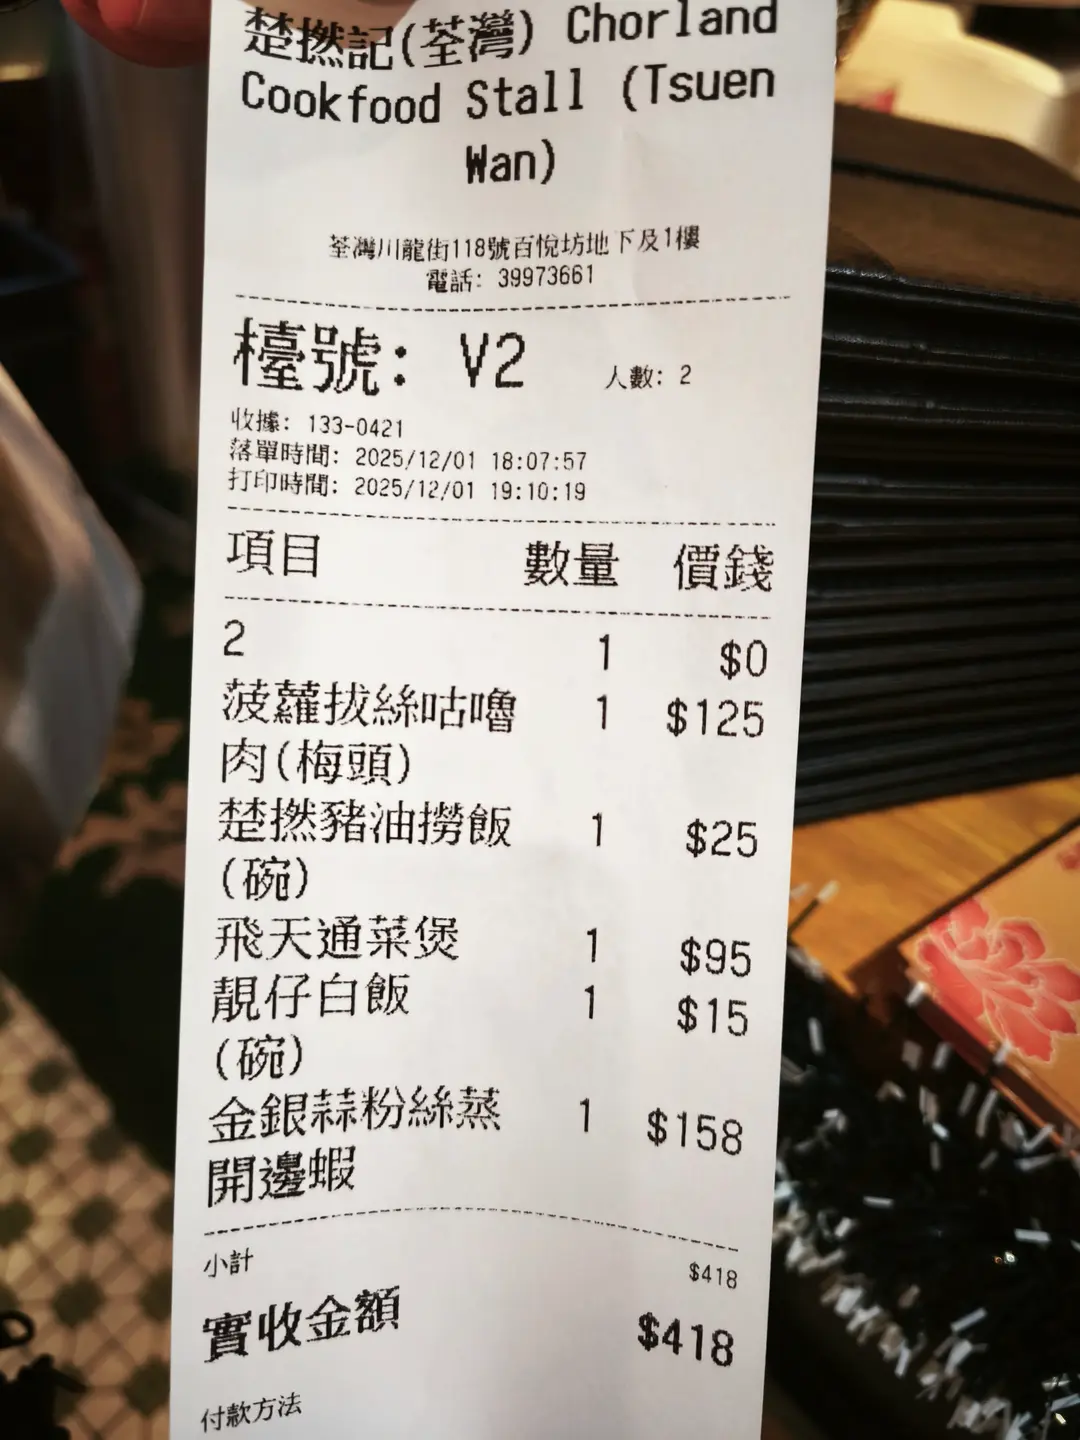 楚撚記(荃灣) Chorland
Cookfood Stall (Tsuen
Wan)
荃灣川龍街118號百悅坊地下及1樓
電話: 39973661
檯號: V2 人數: 2
收據: 133-0421
落單時間: 2025/12/01 18:07:57
打印時間: 2025/12/01 19:10:19
項目 數量 價錢
2 1 $0
菠蘿拔絲咕嚕 1 $125
肉(梅頭)
楚撚豬油撈飯 1 $25
(碗)
飛天通菜煲 1 $95
靚仔白飯 1 $15
(碗)
金銀蒜粉絲蒸 1 $158
開邊蝦
小計 $418
實收金額 $418
付款方法